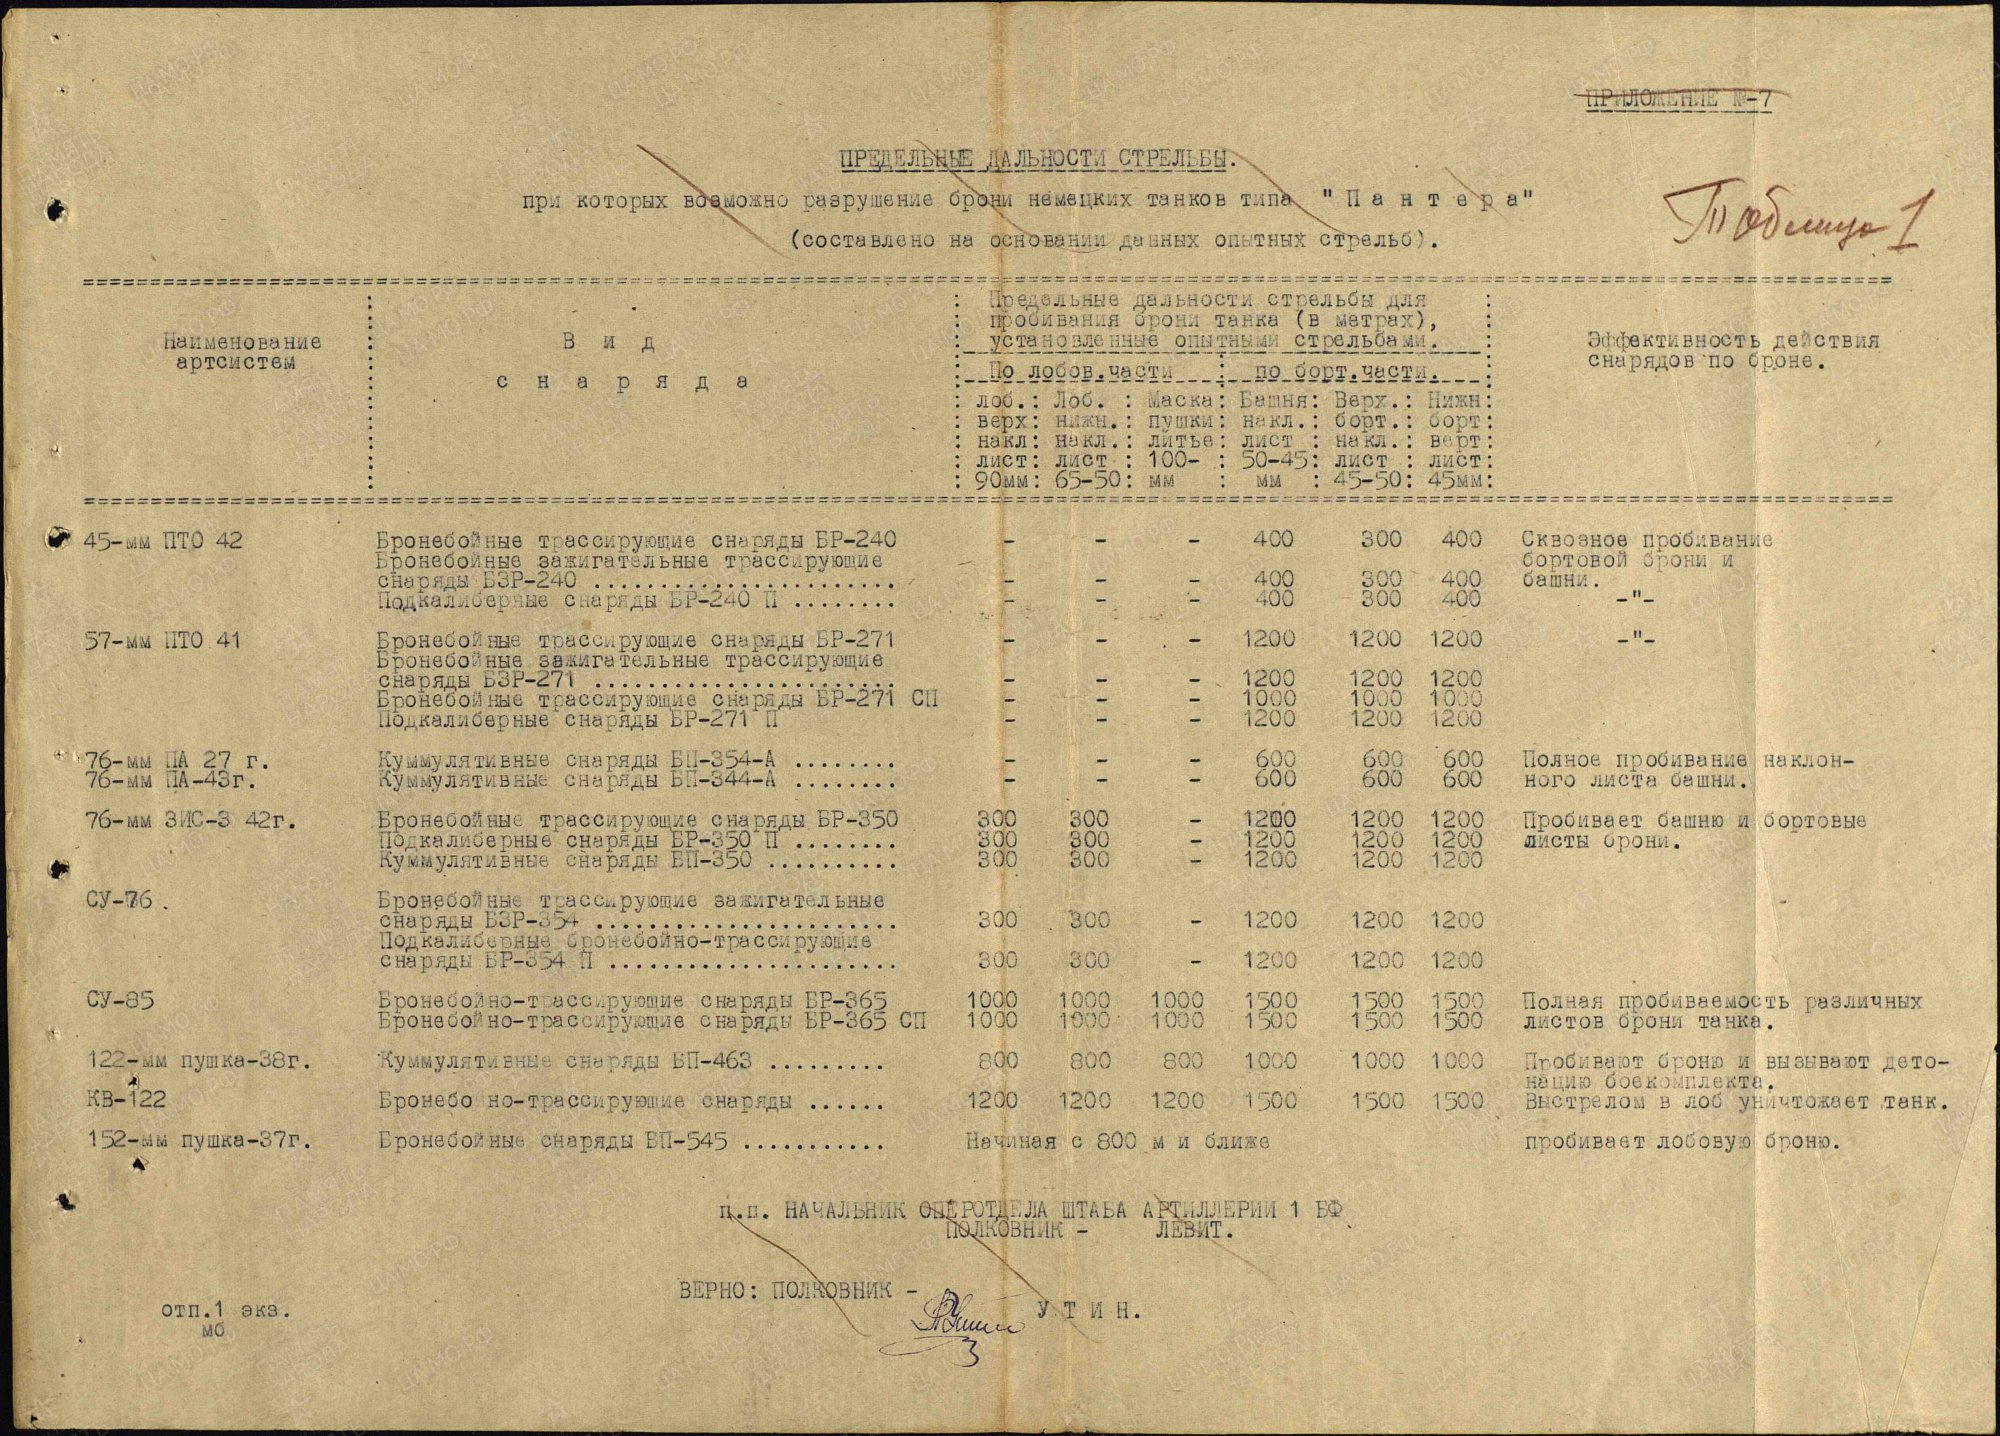 ПРИЛОЖЕНИЕ №-7
ПРЕДЕЛЬНЫЕ ДАЛЬНОСТИ СТРЕЛЬБЫ.
при которых возможно разрушение брони немецких танков типа "П а н т е р а"
Таблица 1
(составлено на основании данных опытных стрельб).
Наименование артсистем
В и д
с н а р я д а
Предельные дальности стрельбы для
пробивания брони танка (в метрах),
установленные опытными стрельбами.
По лобов.части : по борт.части.
Эффективность действия
снарядов по броне.
лоб.: Лоб. : Маска: Башня: Верх.: Нижн:
верх: нижн.: пушки: накл.: борт.: борт:
накл: накл.: литье: лист : накл.: верт:
лист: лист : 100- : 50-45: лист : лист:
90мм: 65-50: мм : мм : 45-50: 45мм:
45-мм ПТО 42 Бронебойные трассирующие снаряды БР-240 - - - 400 300 400 Сквозное пробивание
Бронебойные зажигательные трассирующие бортовой брони и
снаряды БЗР-240 ....................... - - - 400 300 400 башни.
Подкалиберные снаряды БР-240 П ........ - - - 400 300 400 -"-
57-мм ПТО 41 Бронебойные трассирующие снаряды БР-271 - - - 1200 1200 1200 -"-
Бронебойные зажигательные трассирующие
снаряды БЗР-271 ....................... - - - 1200 1200 1200
Бронебойные трассирующие снаряды БР-271 СП - - - 1000 1000 1000
Подкалиберные снаряды БР-271 П - - - 1200 1200 1200
76-мм ПА 27 г. Куммулятивные снаряды БП-354-А ........ - - - 600 600 600 Полное пробивание наклон-
76-мм ПА-43г. Куммулятивные снаряды БП-344-А ........ - - - 600 600 600 ного листа башни.
76-мм ЗИС-3 42г. Бронебойные трассирующие снаряды БР-350 300 300 - 1200 1200 1200 Пробивает башню и бортовые
Подкалиберные снаряды БР-350 П ........ 300 300 - 1200 1200 1200 листы брони.
Куммулятивные снаряды БП-350 .......... 300 300 - 1200 1200 1200
СУ-76. Бронебойные трассирующие зажигательные
снаряды БЗР-354 ....................... 300 300 - 1200 1200 1200
Подкалиберные бронебойно-трассирующие
снаряды БР-354 П ...................... 300 300 - 1200 1200 1200
СУ-85 Бронебойно-трассирующие снаряды БР-365 1000 1000 1000 1500 1500 1500 Полная пробиваемость различных
Бронебойно-трассирующие снаряды БР-365 СП 1000 1000 1000 1500 1500 1500 листов брони танка.
122-мм пушка-38г. Куммулятивные снаряды БП-463 ......... 800 800 800 1000 1000 1000 Пробивают броню и вызывают дето-
нацию боекомплекта.
КВ-122 Бронебо но-трассирующие снаряды ...... 1200 1200 1200 1500 1500 1500 Выстрелом в лоб уничтожает танк.
152-мм пушка-37г. Бронебойные снаряды БП-545 ........... Начиная с 800 м и ближе пробивает лобовую броню.
п.п. НАЧАЛЬНИК ОПЕРОТДЕЛА ШТАБА АРТИЛЛЕРИИ 1 БФ
ПОЛКОВНИК - ЛЕВИТ.
ВЕРНО: ПОЛКОВНИК -
У Т И Н.
отп.1 экз.
мб